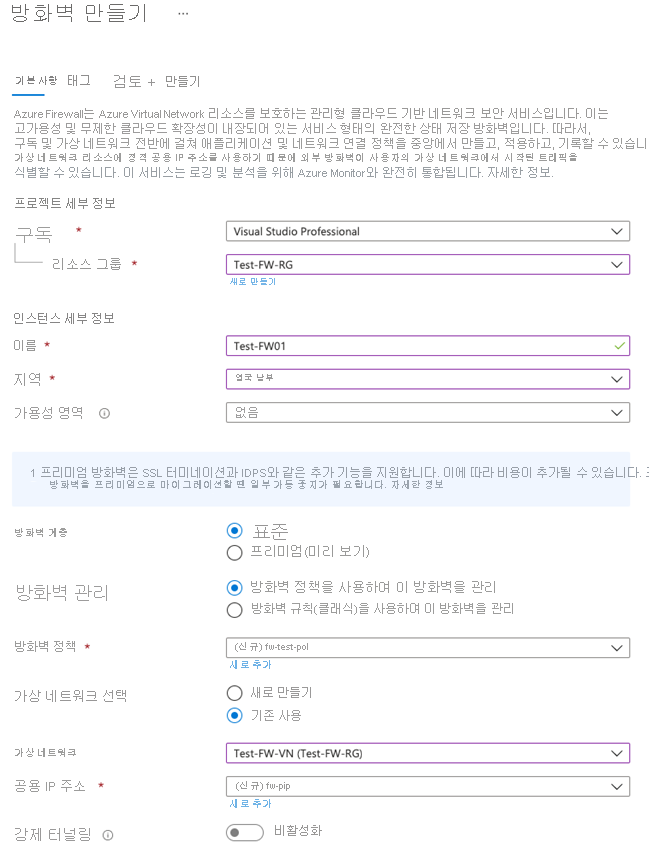 방화벽 만들기 ...
기본 사항 태그 검토 + 만들기
Azure Firewall는 Azure Virtual Network 리소스를 보호하는 관리형 클라우드 기반 네트워크 보안 서비스입니다. 이는
고가용성 및 무제한 클라우드 확장성이 내장되어 있는 서비스 형태의 완전한 상태 저장 방화벽입니다. 따라서,
구독 및 가상 네트워크 전반에 걸쳐 애플리케이션 및 네트워크 연결 정책을 중앙에서 만들고, 적용하고, 기록할 수 있습니
가상 네트워크 리소스에 정적 공용 IP 주소를 사용하기 때문에 외부 방화벽이 사용자의 가상 네트워크에서 시작된 트래픽을
식별할 수 있습니다. 이 서비스는 로깅 및 분석을 위해 Azure Monitor와 완전히 통합됩니다. 자세한 정보.
프로젝트 세부 정보
구독 * Visual Studio Professional
리소스 그룹 * Test-FW-RG
새로 만들기
인스턴스 세부 정보
이름 * Test-FW01
지역 * 영국 남부
가용성 영역 없음
1 프리미엄 방화벽은 SSL 터미네이션과 IDPS와 같은 추가 기능을 지원합니다. 이에 따라 비용이 추가될 수 있습니다.
방화벽을 프리미엄으로 마이그레이션할 땐 일부 가동 중지가 필요합니다. 자세한 정보
방화벽 계층 표준
프리미엄(미리 보기)
방화벽 관리 방화벽 정책을 사용하여 이 방화벽을 관리
방화벽 규칙(클래식)을 사용하여 이 방화벽을 관리
방화벽 정책 * (신규) fw-test-pol
새로 추가
가상 네트워크 선택 새로 만들기
기존 사용
가상 네트워크 Test-FW-VN (Test-FW-RG)
공용 IP 주소 * (신규) fw-pip
새로 추가
강제 터널링 비활성화